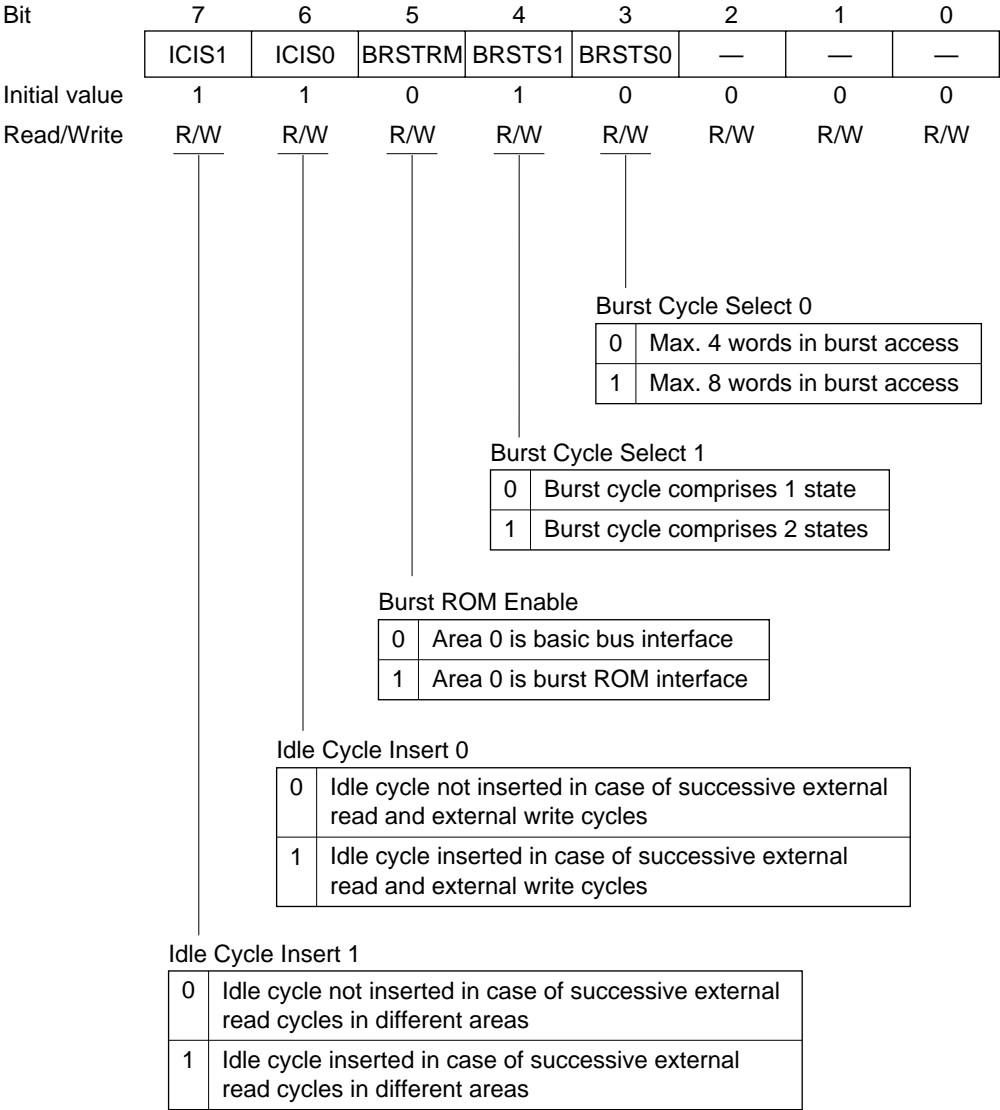 Bit 7 6 5 4 3 2 1 0
ICIS1 ICIS0 BRSTRM BRSTS1 BRSTS0 — — —
Initial value 1 1 0 1 0 0 0 0
Read/Write R/W R/W R/W R/W R/W R/W R/W R/W
Burst Cycle Select 0
0 Max. 4 words in burst access
1 Max. 8 words in burst access
Burst Cycle Select 1
0 Burst cycle comprises 1 state
1 Burst cycle comprises 2 states
Burst ROM Enable
0 Area 0 is basic bus interface
1 Area 0 is burst ROM interface
Idle Cycle Insert 0
0 Idle cycle not inserted in case of successive external
read and external write cycles
1 Idle cycle inserted in case of successive external
read and external write cycles
Idle Cycle Insert 1
0 Idle cycle not inserted in case of successive external
read cycles in different areas
1 Idle cycle inserted in case of successive external
read cycles in different areas